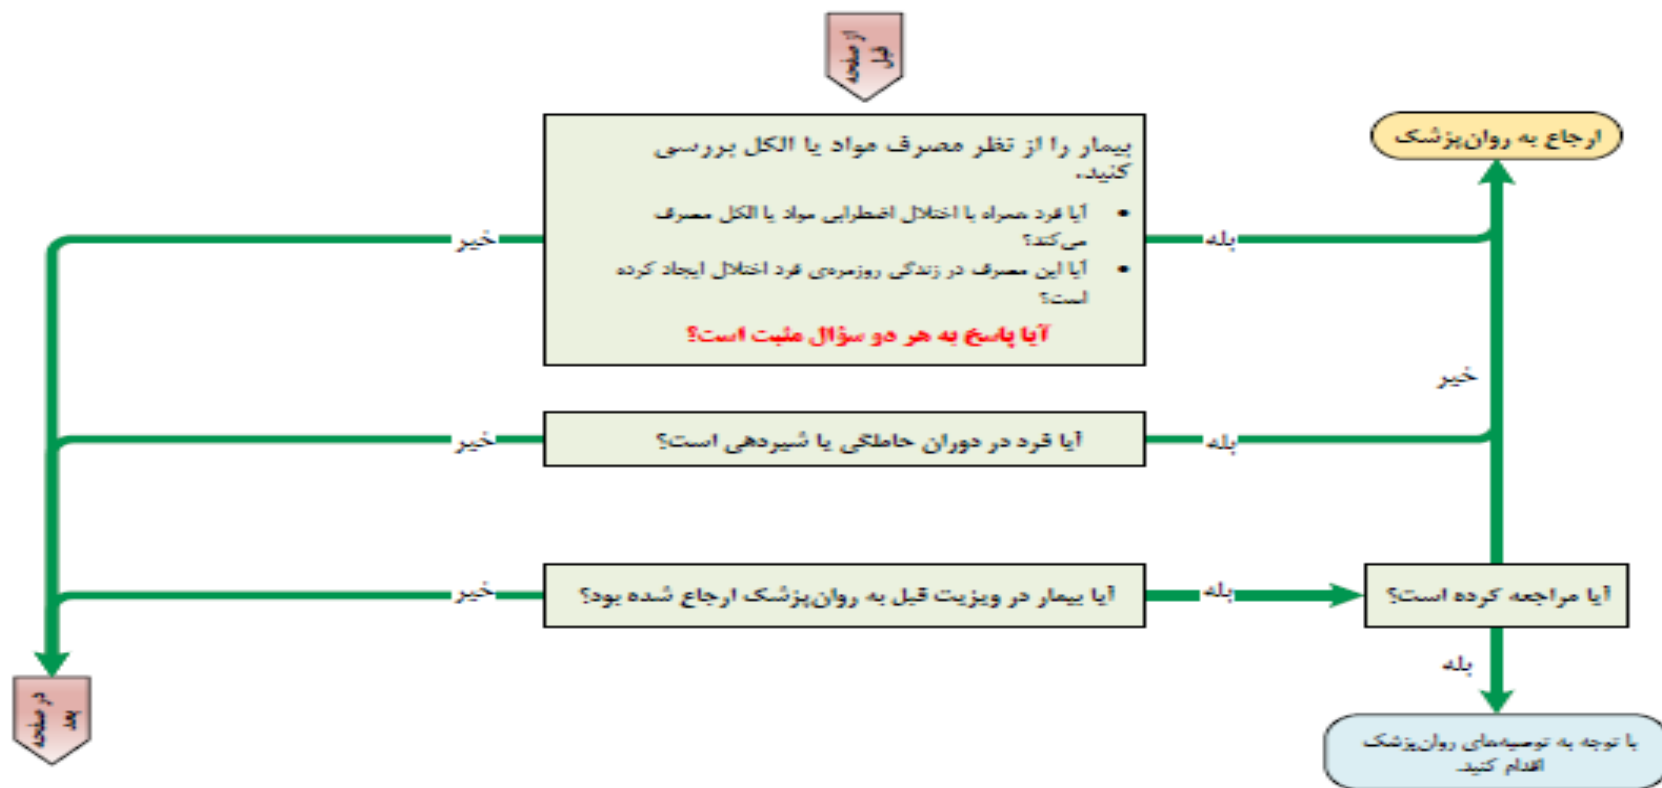 از صفحه
قبل
بیمار را از نظر مصرف مواد یا الکل بررسی
کنید.
ارجاع به روان‌پزشک
• آیا فرد همراه با اختلال اضطرابی مواد یا الکل مصرف
می‌کند؟
• آیا این مصرف در زندگی روزمره‌ی فرد اختلال ایجاد کرده
است؟
آیا پاسخ به هر دو سؤال مثبت است؟
بله
خیر
خیر
آیا فرد در دوران حاملگی یا شیردهی است؟
بله
خیر
آیا بیمار در ویزیت قبل به روان‌پزشک ارجاع شده بود؟
بله
خیر
آیا مراجعه کرده است؟
بله
با توجه به توصیه‌های روان‌پزشک
اقدام کنید.
در صفحه
بعد